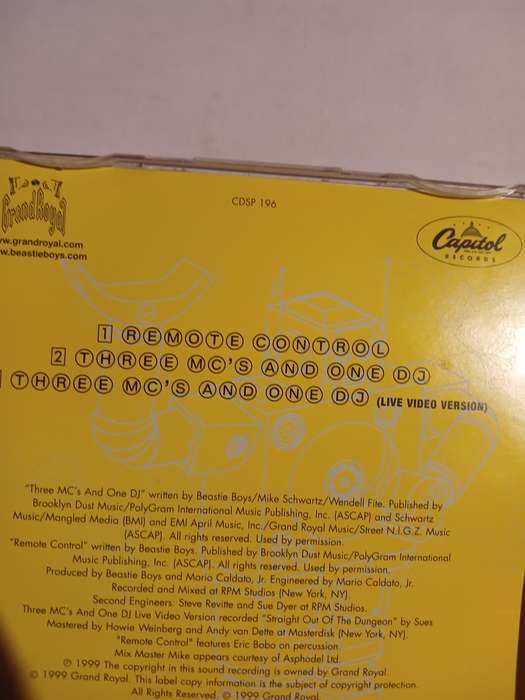 Grand Royal
CDSP 196
Capitol
RECORDS
w.grandroyal.com
w.beastieboys.com
1 REMOTE CONTROL
2 THREE MC'S AND ONE DJ
THREE MC'S AND ONE DJ (LIVE VIDEO VERSION)
"Three MC's And One DJ" written by Beastie Boys/Mike Schwartz/Wendell Fite. Published by
Brooklyn Dust Music/PolyGram International Music Publishing, Inc. (ASCAP) and Schwartz
Music/Mangled Media (BMI) and EMI April Music, Inc./Grand Royal Music/Street N.I.G.Z. Music
(ASCAP). All rights reserved. Used by permission.
"Remote Control" written by Beastie Boys. Published by Brooklyn Dust Music/PolyGram International
Music Publishing, Inc. (ASCAP). All rights reserved. Used by permission.
Produced by Beastie Boys and Mario Caldato, Jr. Engineered by Mario Caldato, Jr.
Recorded and Mixed at RPM Studios (New York, NY).
Second Engineers: Steve Revitte and Sue Dyer at RPM Studios.
Three MC's And One DJ Live Video Version recorded "Straight Out Of The Dungeon" by Sues
Mastered by Howie Weinberg and Andy van Dette at Masterdisk (New York, NY).
"Remote Control" features Eric Bobo on percussion.
Mix Master Mike appears courtesy of Asphodel Ltd.
℗ 1999 The copyright in this sound recording is owned by Grand Royal.
© 1999 Grand Royal. This label copy information is the subject of copyright protection.
All Rights Reserved. © 1999 Grand Royal